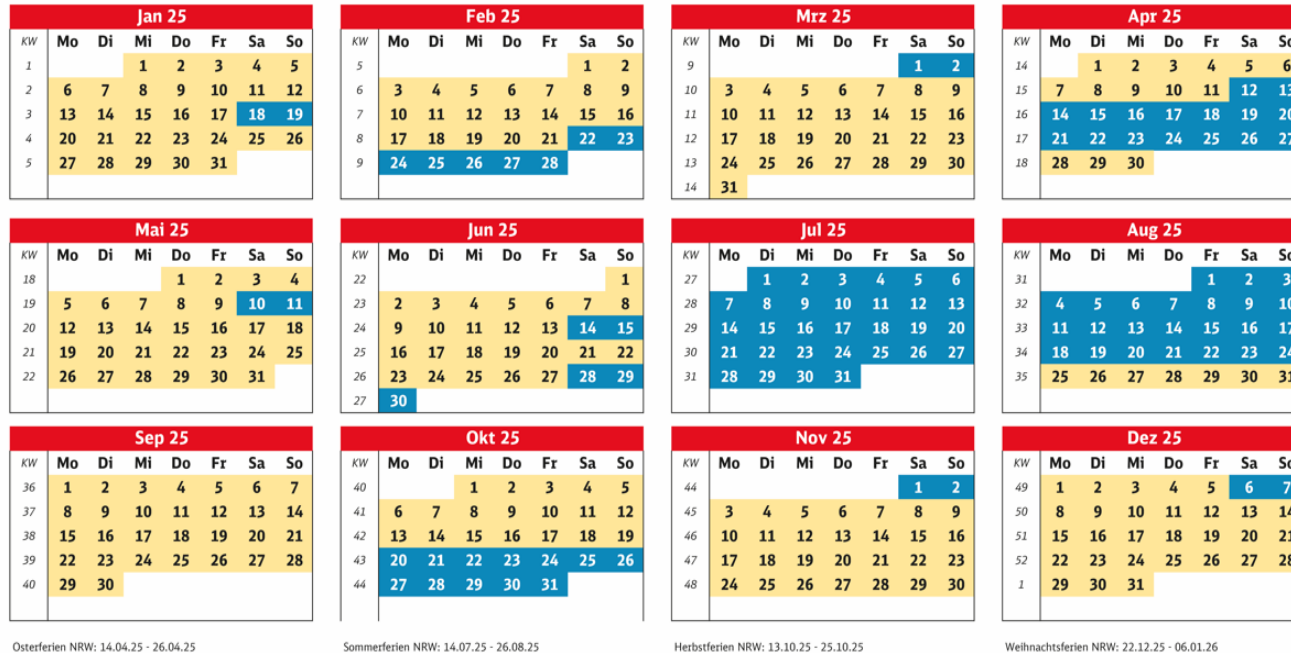 Jan 25
KW Mo Di Mi Do Fr Sa So
1 1 2 3 4 5
2 6 7 8 9 10 11 12
3 13 14 15 16 17 18 19
4 20 21 22 23 24 25 26
5 27 28 29 30 31
Feb 25
KW Mo Di Mi Do Fr Sa So
5 1 2
6 3 4 5 6 7 8 9
7 10 11 12 13 14 15 16
8 17 18 19 20 21 22 23
9 24 25 26 27 28
Mrz 25
KW Mo Di Mi Do Fr Sa So
9 1 2
10 3 4 5 6 7 8 9
11 10 11 12 13 14 15 16
12 17 18 19 20 21 22 23
13 24 25 26 27 28 29 30
14 31
Apr 25
KW Mo Di Mi Do Fr Sa So
14 1 2 3 4 5 6
15 7 8 9 10 11 12 13
16 14 15 16 17 18 19 20
17 21 22 23 24 25 26 27
18 28 29 30
Mai 25
KW Mo Di Mi Do Fr Sa So
18 1 2 3 4
19 5 6 7 8 9 10 11
20 12 13 14 15 16 17 18
21 19 20 21 22 23 24 25
22 26 27 28 29 30 31
Jun 25
KW Mo Di Mi Do Fr Sa So
22 1
23 2 3 4 5 6 7 8
24 9 10 11 12 13 14 15
25 16 17 18 19 20 21 22
26 23 24 25 26 27 28 29
27 30
Jul 25
KW Mo Di Mi Do Fr Sa So
27 1 2 3 4 5 6
28 7 8 9 10 11 12 13
29 14 15 16 17 18 19 20
30 21 22 23 24 25 26 27
31 28 29 30 31
Aug 25
KW Mo Di Mi Do Fr Sa So
31 1 2 3
32 4 5 6 7 8 9 10
33 11 12 13 14 15 16 17
34 18 19 20 21 22 23 24
35 25 26 27 28 29 30 31
Sep 25
KW Mo Di Mi Do Fr Sa So
36 1 2 3 4 5 6 7
37 8 9 10 11 12 13 14
38 15 16 17 18 19 20 21
39 22 23 24 25 26 27 28
40 29 30
Okt 25
KW Mo Di Mi Do Fr Sa So
40 1 2 3 4 5
41 6 7 8 9 10 11 12
42 13 14 15 16 17 18 19
43 20 21 22 23 24 25 26
44 27 28 29 30 31
Nov 25
KW Mo Di Mi Do Fr Sa So
44 1 2
45 3 4 5 6 7 8 9
46 10 11 12 13 14 15 16
47 17 18 19 20 21 22 23
48 24 25 26 27 28 29 30
Dez 25
KW Mo Di Mi Do Fr Sa So
49 1 2 3 4 5 6 7
50 8 9 10 11 12 13 14
51 15 16 17 18 19 20 21
52 22 23 24 25 26 27 28
1 29 30 31
Osterferien NRW: 14.04.25 - 26.04.25
Sommerferien NRW: 14.07.25 - 26.08.25
Herbstferien NRW: 13.10.25 - 25.10.25
Weihnachtsferien NRW: 22.12.25 - 06.01.26